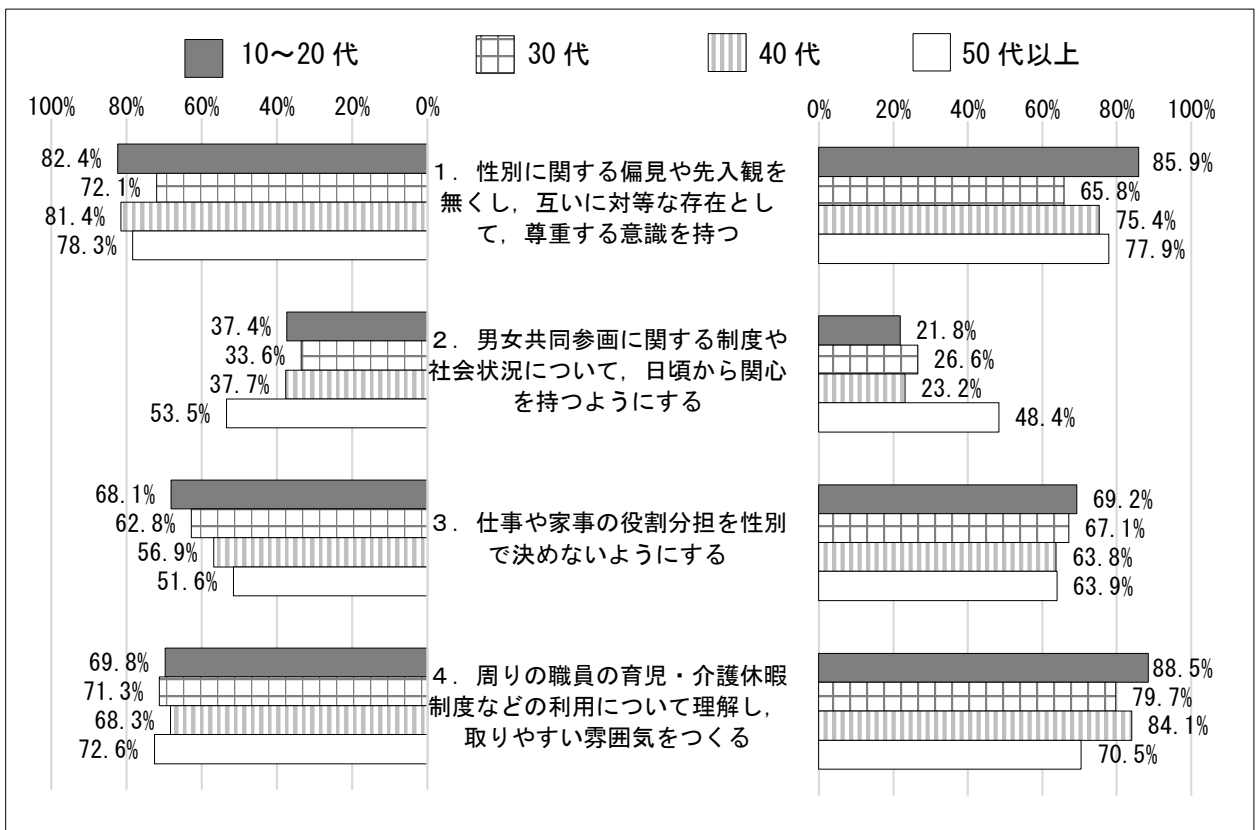 10～20代 30代 40代 50代以上
100% 80% 60% 40% 20% 0%
0% 20% 40% 60% 80% 100%
82.4%
72.1%
81.4%
78.3%
1．性別に関する偏見や先入観を
無くし，互いに対等な存在とし
て，尊重する意識を持つ
85.9%
65.8%
75.4%
77.9%
37.4%
33.6%
37.7%
53.5%
2．男女共同参画に関する制度や
社会状況について，日頃から関心
を持つようにする
21.8%
26.6%
23.2%
48.4%
68.1%
62.8%
56.9%
51.6%
3．仕事や家事の役割分担を性別
で決めないようにする
69.2%
67.1%
63.8%
63.9%
69.8%
71.3%
68.3%
72.6%
4．周りの職員の育児・介護休暇
制度などの利用について理解し，
取りやすい雰囲気をつくる
88.5%
79.7%
84.1%
70.5%